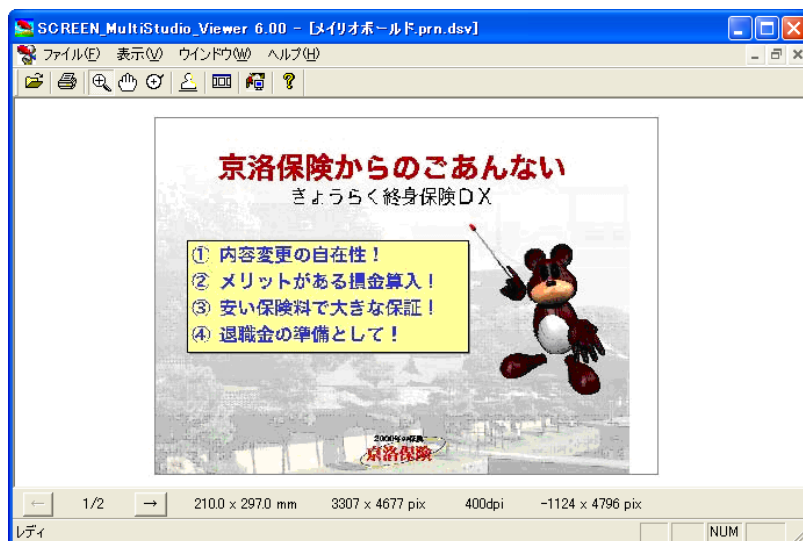 SCREEN_MultiStudio_Viewer 6.00 - [メイリオボールド.prn.dsv]
ファイル(F) 表示(V) ウインドウ(W) ヘルプ(H)
京洛保険からのごあんない
きょうらく終身保険DX
① 内容変更の自在性!
② メリットがある損金算入!
③ 安い保険料で大きな保証!
④ 退職金の準備として!
京洛保険
1/2 210.0 x 297.0 mm 3307 x 4677 pix 400dpi -1124 x 4796 pix
レディ NUM